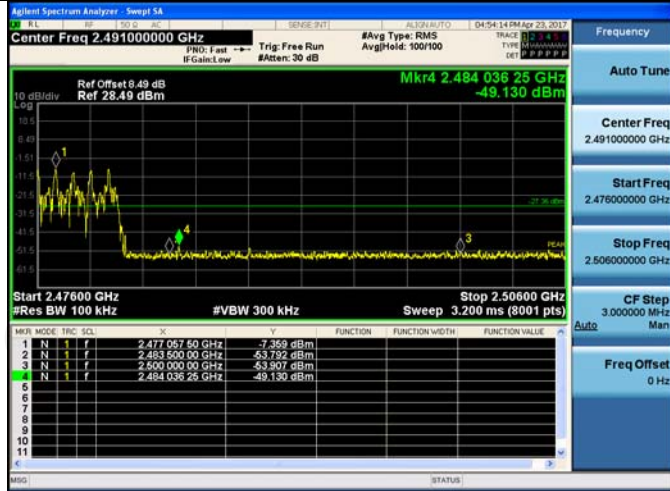 Agilent Spectrum Analyzer - Swept SA
RL RF 50 Ω AC SENSE:INT ALIGN AUTO 04:54:14 PM Apr 23, 2017
Center Freq 2.491000000 GHz
PNO: Fast
IFGain:Low
Trig: Free Run
#Atten: 30 dB
#Avg Type: RMS
Avg|Hold: 100/100
TRACE 1 2 3 4 5 6
TYPE
DET P P P P P P
Ref Offset 8.49 dB
10 dB/div Ref 28.49 dBm
Log
Mkr4 2.484 036 25 GHz
-49.130 dBm
18.5
8.49
-1.51
-11.5
-21.5
-31.5
-41.5
-51.5
-61.5
1
4
3
-27.36 dBm
PEAK
Start 2.47600 GHz Stop 2.50600 GHz
#Res BW 100 kHz #VBW 300 kHz Sweep 3.200 ms (8001 pts)
MKR MODE TRC SCL X Y FUNCTION FUNCTION WIDTH FUNCTION VALUE
1 N 1 f 2.477 057 50 GHz -7.359 dBm
2 N 1 f 2.483 500 00 GHz -53.792 dBm
3 N 1 f 2.500 000 00 GHz -53.907 dBm
4 N 1 f 2.484 036 25 GHz -49.130 dBm
5
6
7
8
9
10
11
MSG STATUS
Frequency
Auto Tune
Center Freq
2.491000000 GHz
Start Freq
2.476000000 GHz
Stop Freq
2.506000000 GHz
CF Step
3.000000 MHz
Auto Man
Freq Offset
0 Hz